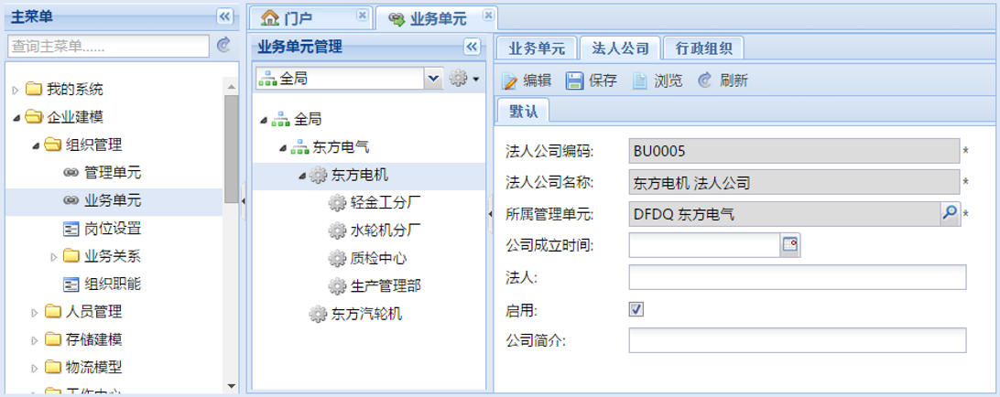 主菜单
查询主菜单......
我的系统
企业建模
组织管理
管理单元
业务单元
岗位设置
业务关系
组织职能
人员管理
存储建模
物流模型
工作中心
门户
业务单元
业务单元管理
全局
全局
东方电气
东方电机
轻金工分厂
水轮机分厂
质检中心
生产管理部
东方汽轮机
业务单元 法人公司 行政组织
编辑 保存 浏览 刷新
默认
法人公司编码: BU0005 *
法人公司名称: 东方电机 法人公司 *
所属管理单元: DFDQ 东方电气 *
公司成立时间:
法人:
启用:
公司简介: